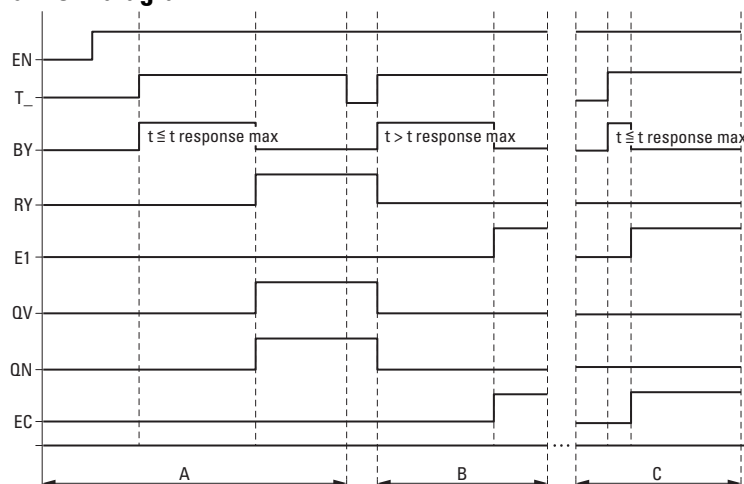 EN
T_
BY
t ≦ t response max
t > t response max
t ≦ t response max
RY
E1
QV
QN
EC
...
A
B
C